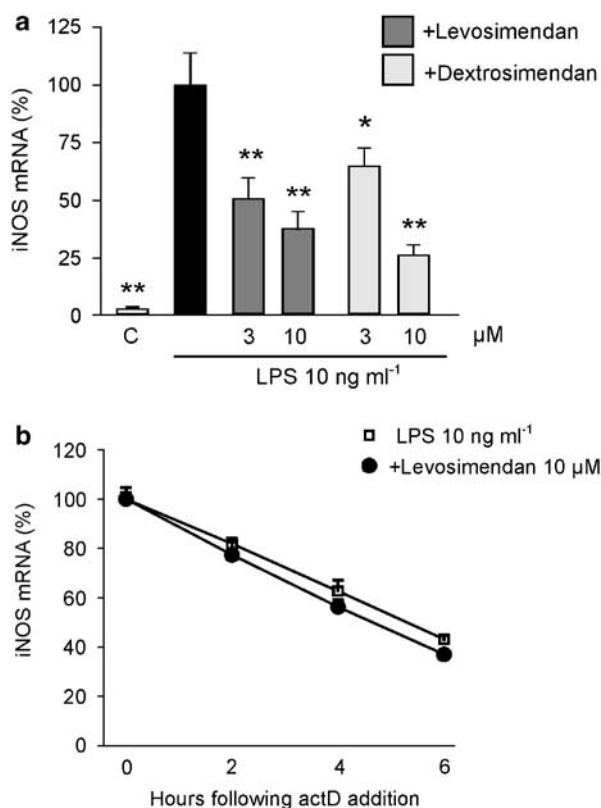 a
125
100
75
50
25
0
iNOS mRNA (%)
+Levosimendan
+Dextrosimendan
**
**
**
*
**
C
3
10
3
10
µM
LPS 10 ng ml⁻¹
b
120
100
80
60
40
20
0
iNOS mRNA (%)
LPS 10 ng ml⁻¹
+Levosimendan 10 µM
0
2
4
6
Hours following actD addition